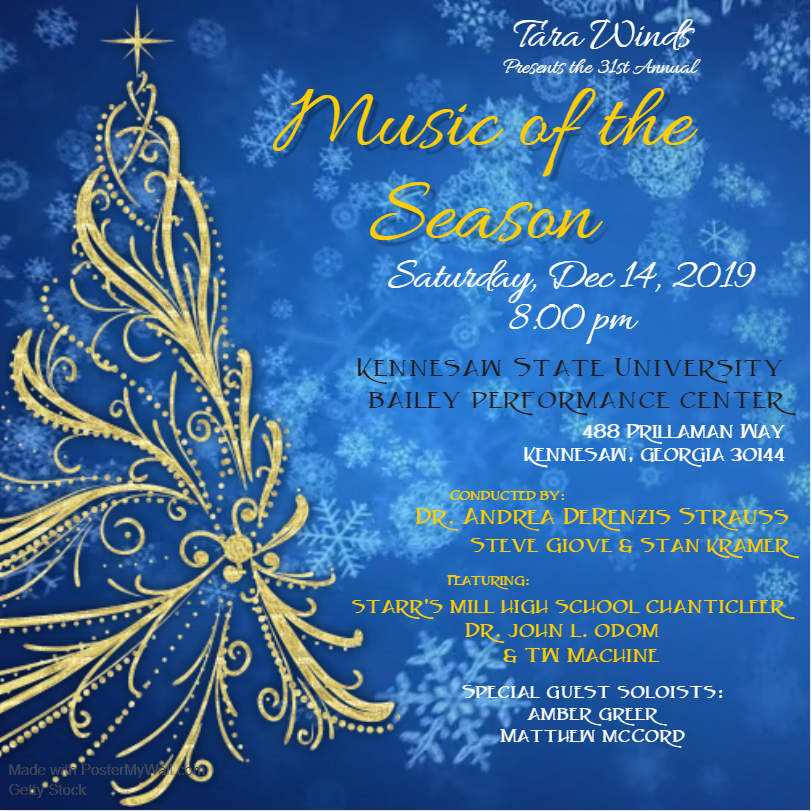 Tara Winds
Presents the 31st Annual
Music of the
Season
Saturday, Dec 14, 2019
8:00 pm
Kennesaw State University
Bailey Performance Center
488 Prillaman Way
Kennesaw, Georgia 30144
Conducted by:
Dr. Andrea DeRenzis Strauss
Steve Giove & Stan Kramer
Featuring:
Starr's Mill High School Chanticleer
Dr. John L. Odom
& TW Machine
Special Guest Soloists:
Amber Greer
Matthew McCord
Made with PosterMyWall.com
Getty Stock